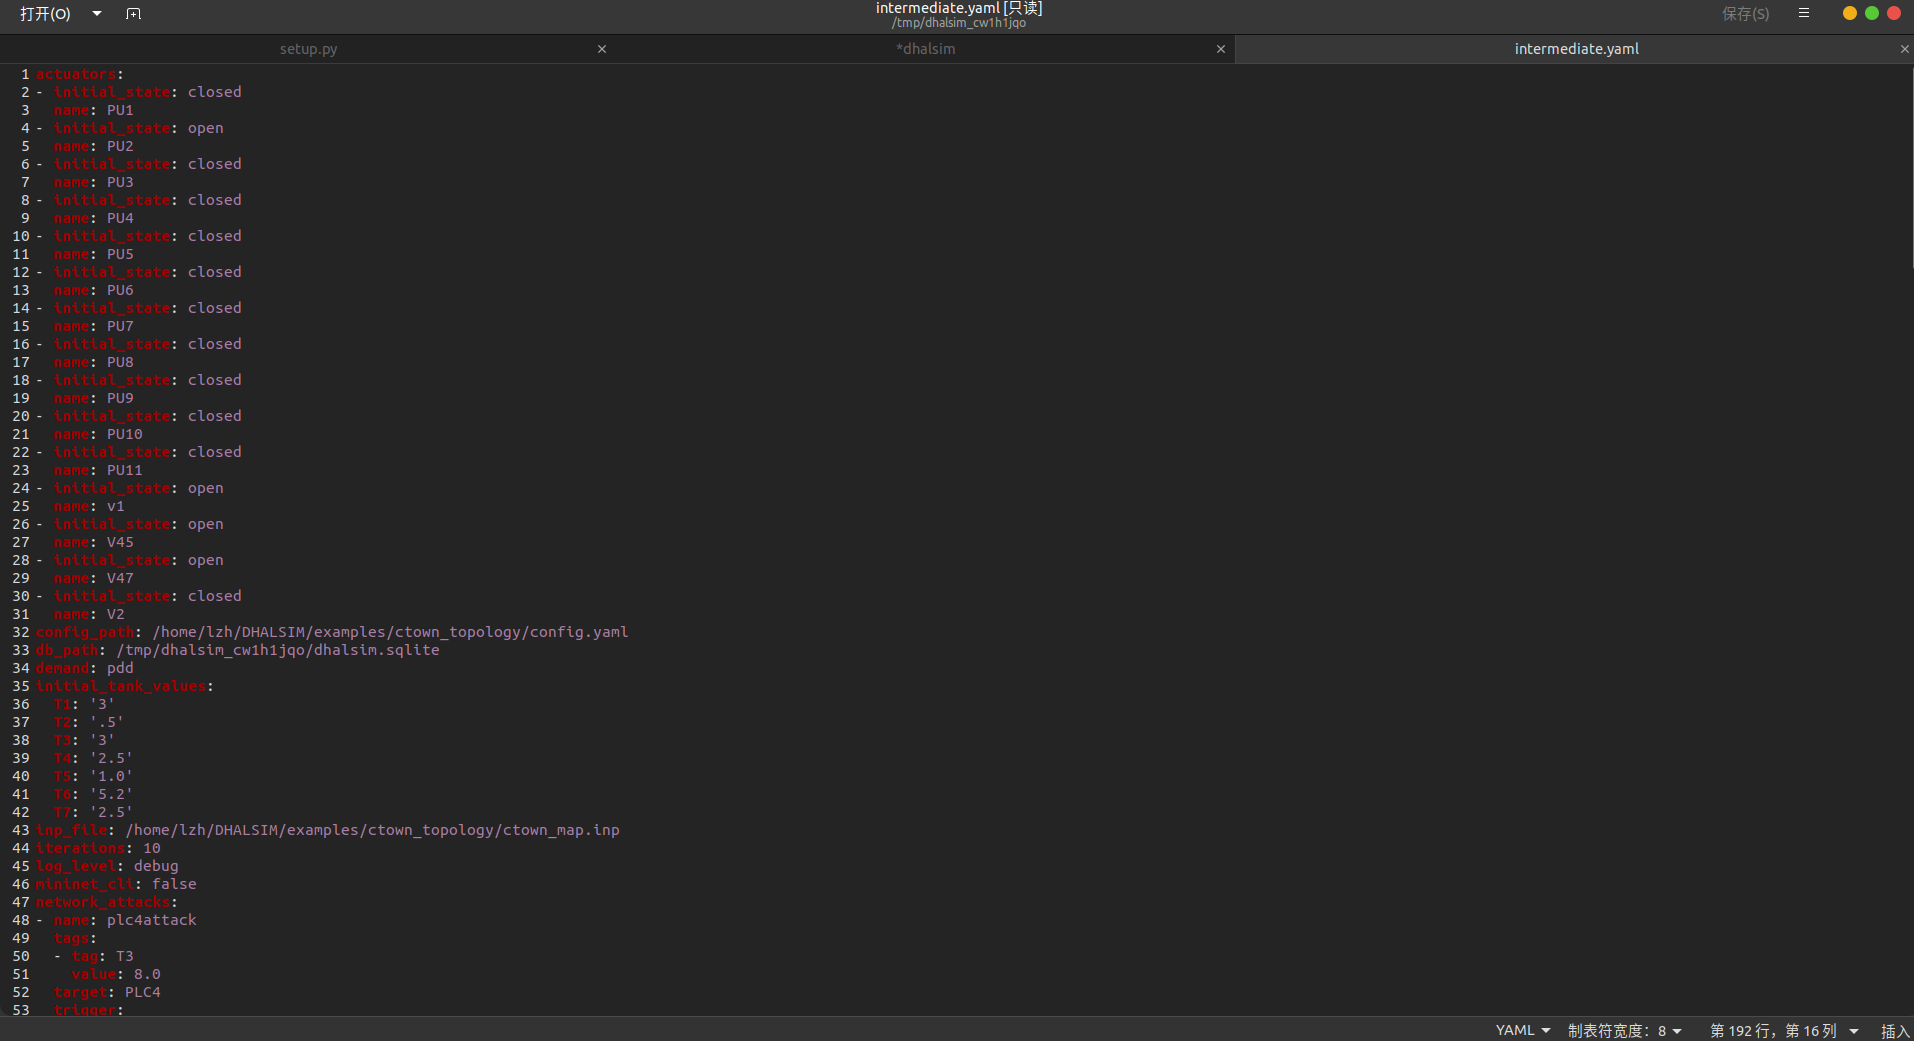 打开(O)
intermediate.yaml [只读]
/tmp/dhalsim_cw1h1jqo
保存(S)
setup.py
*dhalsim
intermediate.yaml
1 actuators:
2 - initial_state: closed
3   name: PU1
4 - initial_state: open
5   name: PU2
6 - initial_state: closed
7   name: PU3
8 - initial_state: closed
9   name: PU4
10 - initial_state: closed
11   name: PU5
12 - initial_state: closed
13   name: PU6
14 - initial_state: closed
15   name: PU7
16 - initial_state: closed
17   name: PU8
18 - initial_state: closed
19   name: PU9
20 - initial_state: closed
21   name: PU10
22 - initial_state: closed
23   name: PU11
24 - initial_state: open
25   name: v1
26 - initial_state: open
27   name: V45
28 - initial_state: open
29   name: V47
30 - initial_state: closed
31   name: V2
32 config_path: /home/lzh/DHALSIM/examples/ctown_topology/config.yaml
33 db_path: /tmp/dhalsim_cw1h1jqo/dhalsim.sqlite
34 demand: pdd
35 initial_tank_values:
36   T1: '3'
37   T2: '.5'
38   T3: '3'
39   T4: '2.5'
40   T5: '1.0'
41   T6: '5.2'
42   T7: '2.5'
43 inp_file: /home/lzh/DHALSIM/examples/ctown_topology/ctown_map.inp
44 iterations: 10
45 log_level: debug
46 mininet_cli: false
47 network_attacks:
48 - name: plc4attack
49   tags:
50   - tag: T3
51     value: 8.0
52   target: PLC4
53   trigger:
YAML 制表符宽度：8 第 192 行，第 16 列 插入